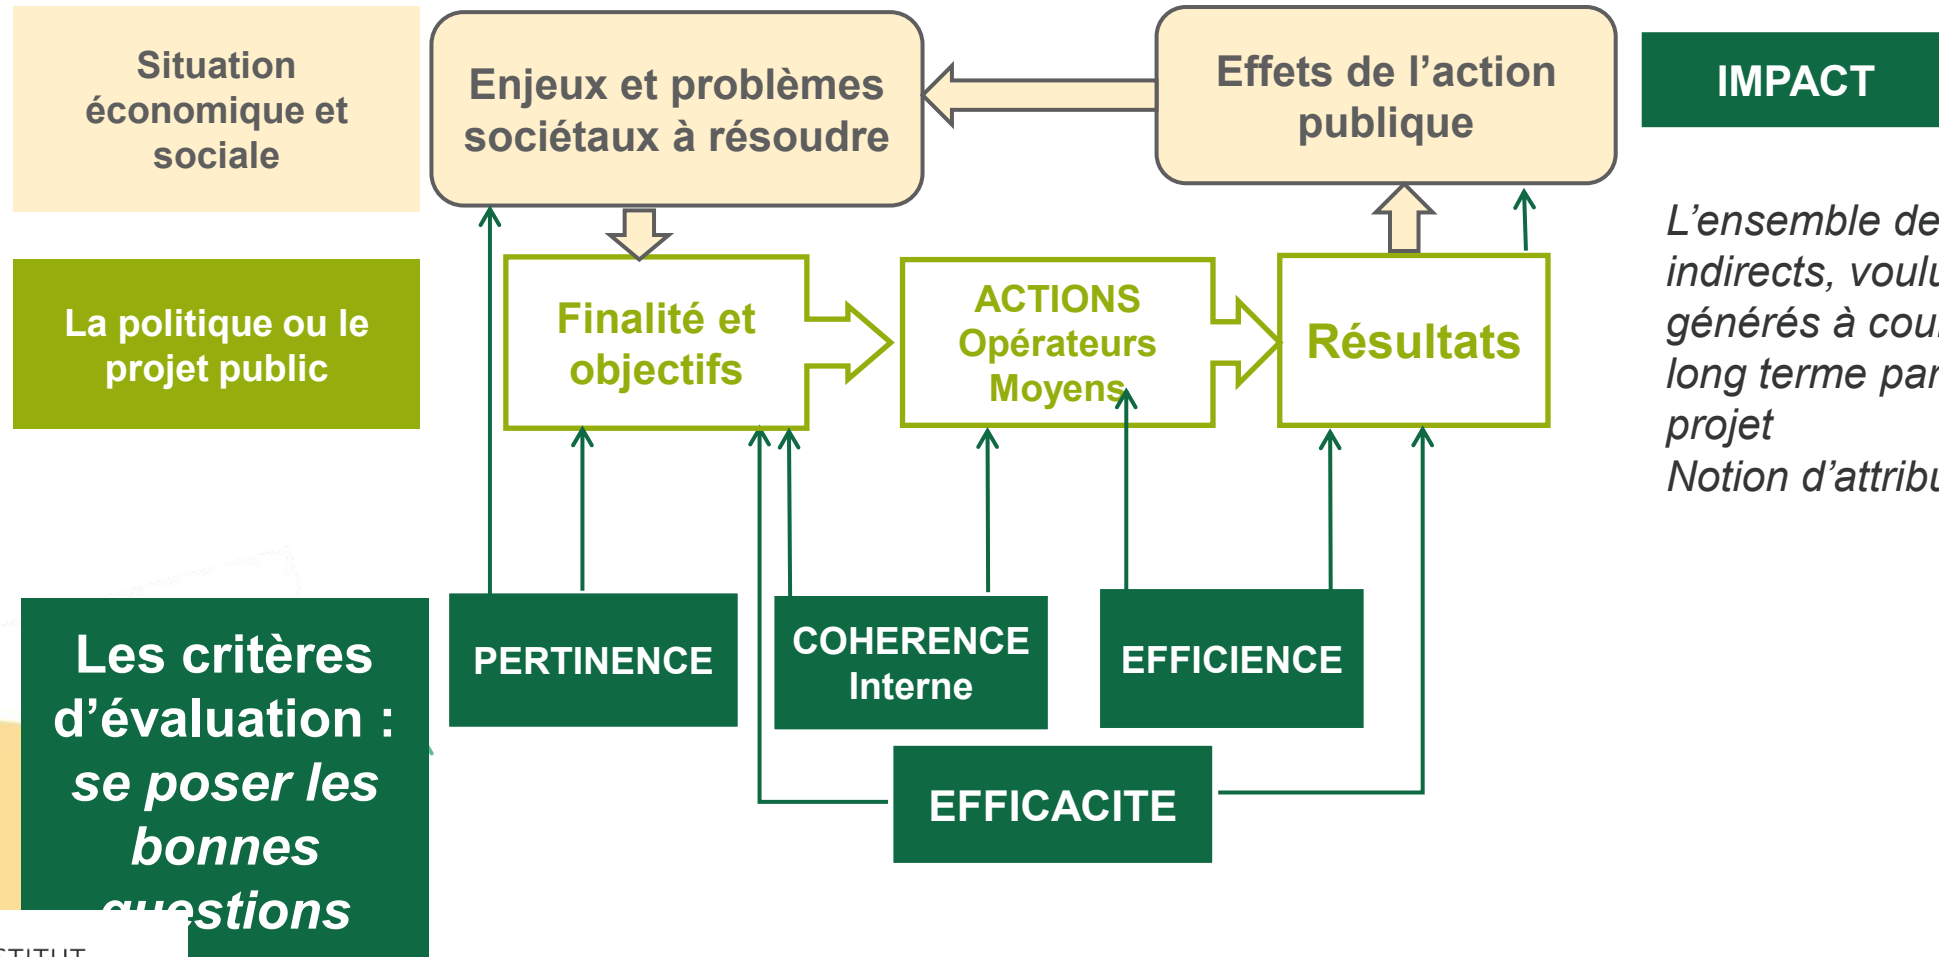 Situation
économique et
sociale
Enjeux et problèmes
sociétaux à résoudre
Effets de l’action
publique
IMPACT
L’ensemble de
indirects, voulu
générés à cour
long terme par
projet
Notion d’attribu
La politique ou le
projet public
Finalité et
objectifs
ACTIONS
Opérateurs
Moyens
Résultats
Les critères
d’évaluation :
se poser les
bonnes
questions
PERTINENCE
COHERENCE
Interne
EFFICIENCE
EFFICACITE